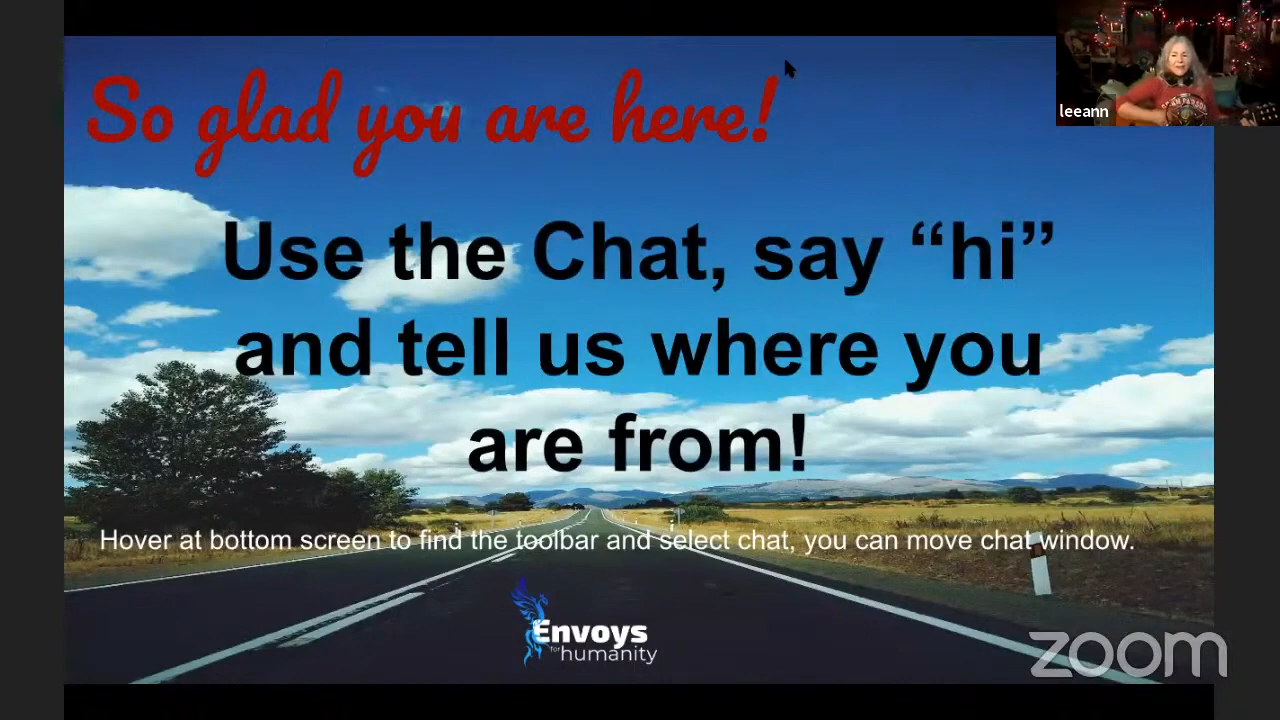 So glad you are here!
leeann
Use the Chat, say “hi”
and tell us where you
are from!
Hover at bottom screen to find the toolbar and select chat, you can move chat window.
Envoys
for humanity
zoom